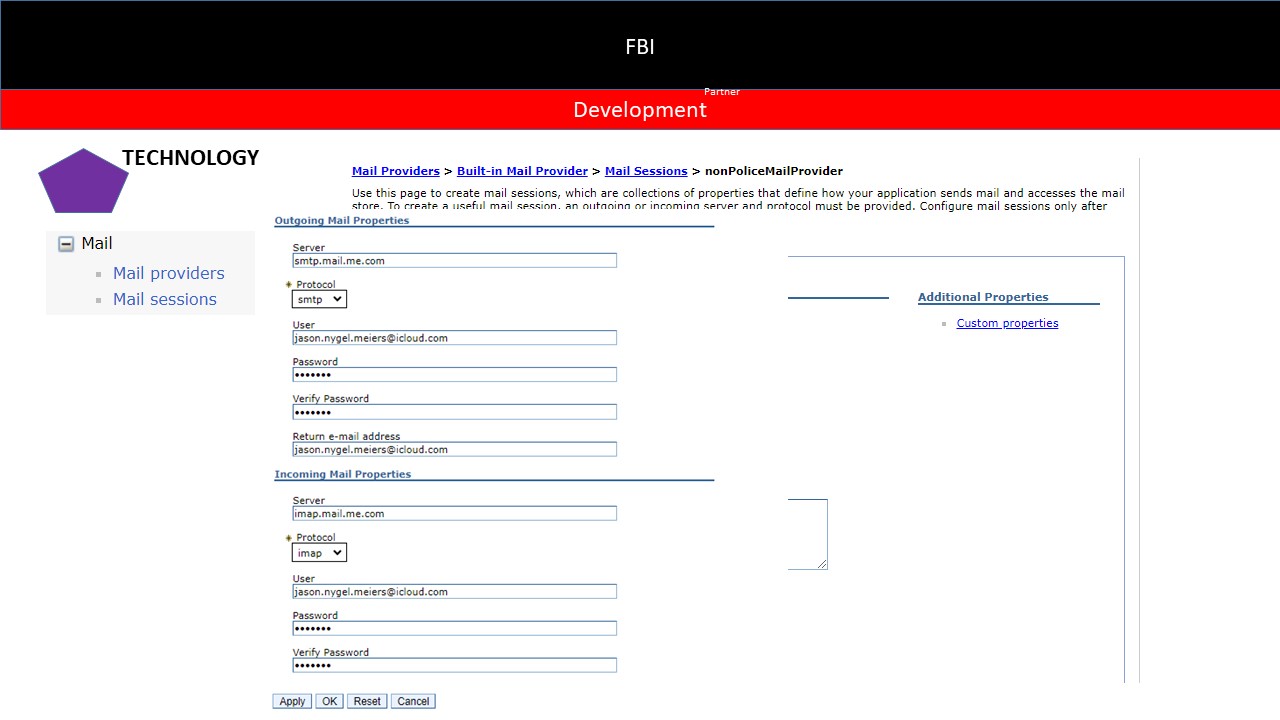 FBI
Partner
Development
TECHNOLOGY
Mail
Mail providers
Mail sessions
Mail Providers > Built-in Mail Provider > Mail Sessions > nonPoliceMailProvider
Use this page to create mail sessions, which are collections of properties that define how your application sends mail and accesses the mail
store. To create a useful mail session, an outgoing or incoming server and protocol must be provided. Configure mail sessions only after
Outgoing Mail Properties
Server
smtp.mail.me.com
Protocol
smtp
User
jason.nygel.meiers@icloud.com
Password
•••••••
Verify Password
•••••••
Return e-mail address
jason.nygel.meiers@icloud.com
Incoming Mail Properties
Server
imap.mail.me.com
Protocol
imap
User
jason.nygel.meiers@icloud.com
Password
•••••••
Verify Password
•••••••
Additional Properties
Custom properties
Apply OK Reset Cancel